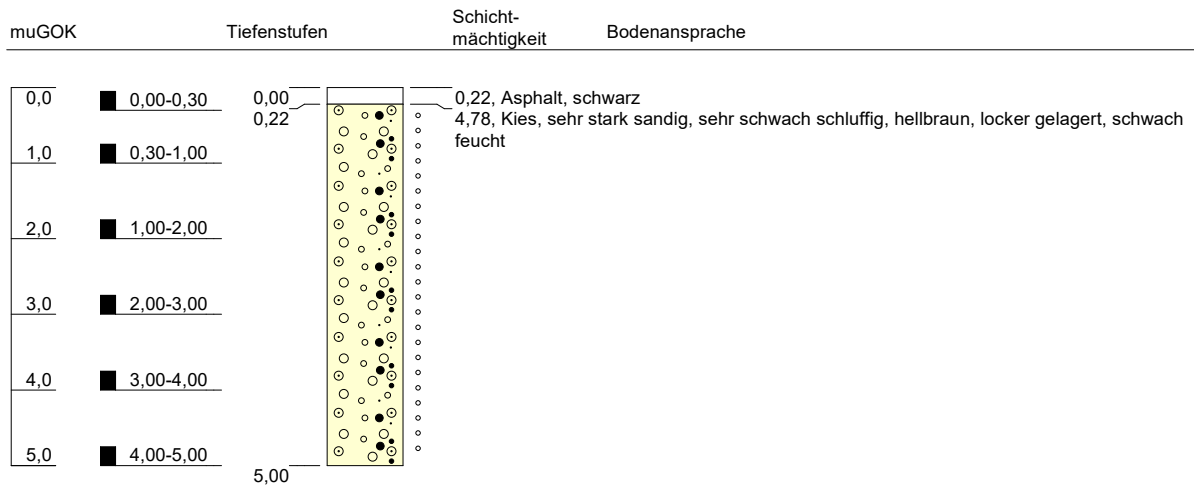 muGOK Tiefenstufen Schicht-
mächtigkeit Bodenansprache
0,0 0,00-0,30 0,00 0,22, Asphalt, schwarz
0,22 4,78, Kies, sehr stark sandig, sehr schwach schluffig, hellbraun, locker gelagert, schwach
feucht
1,0 0,30-1,00
2,0 1,00-2,00
3,0 2,00-3,00
4,0 3,00-4,00
5,0 4,00-5,00
5,00